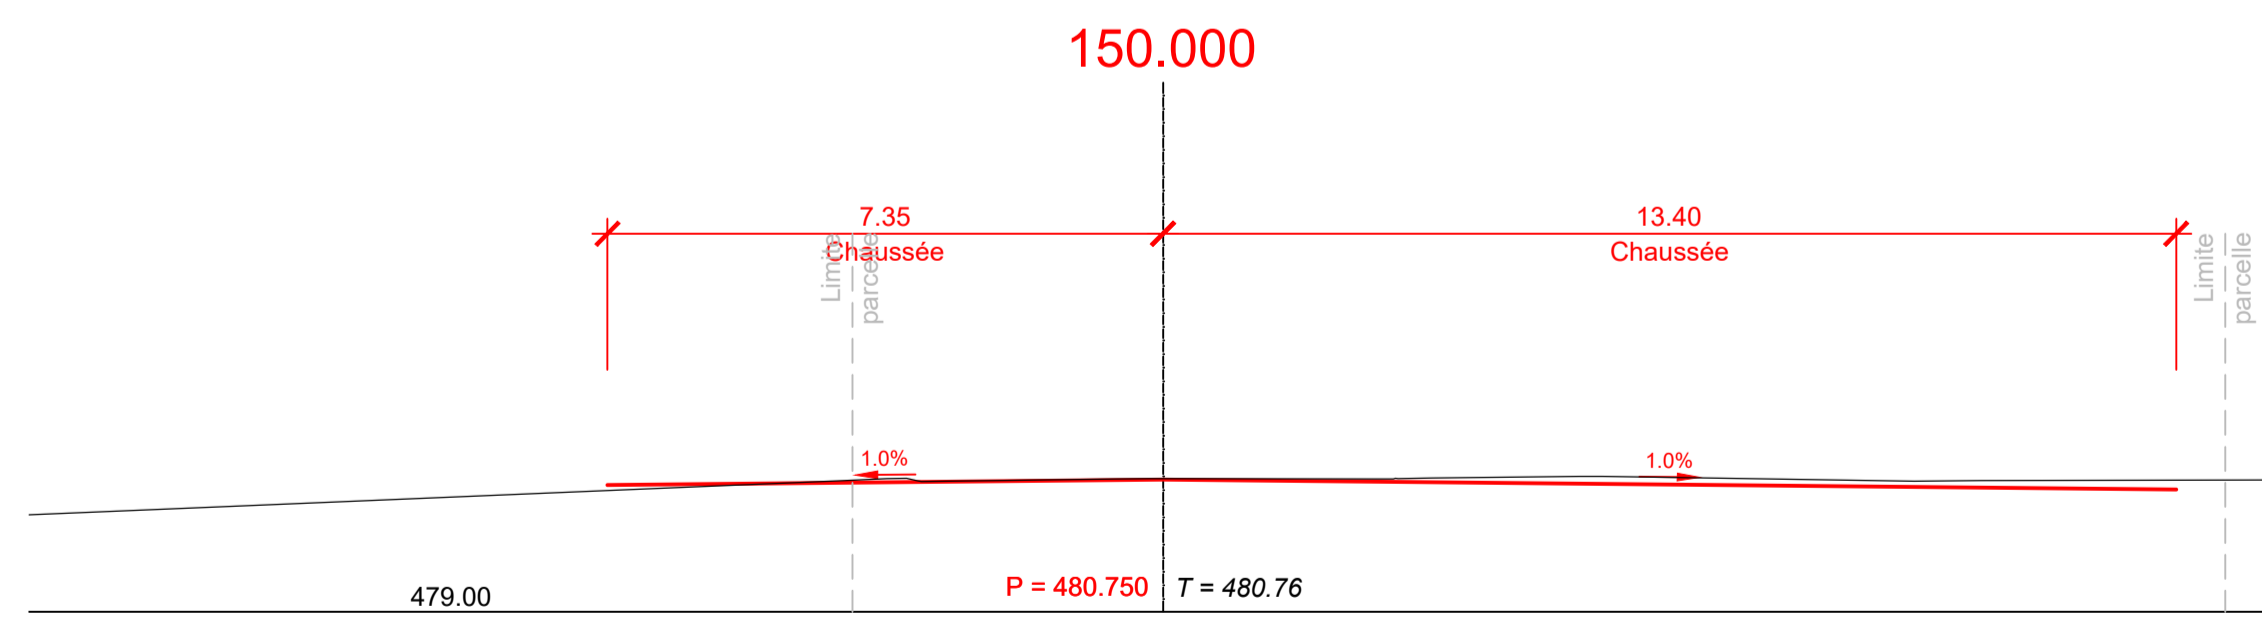 150.000
7.35
13.40
Chaussée
Chaussée
Limite
parcelle
Limite
parcelle
1.0%
1.0%
P = 480.750
T = 480.76
479.00